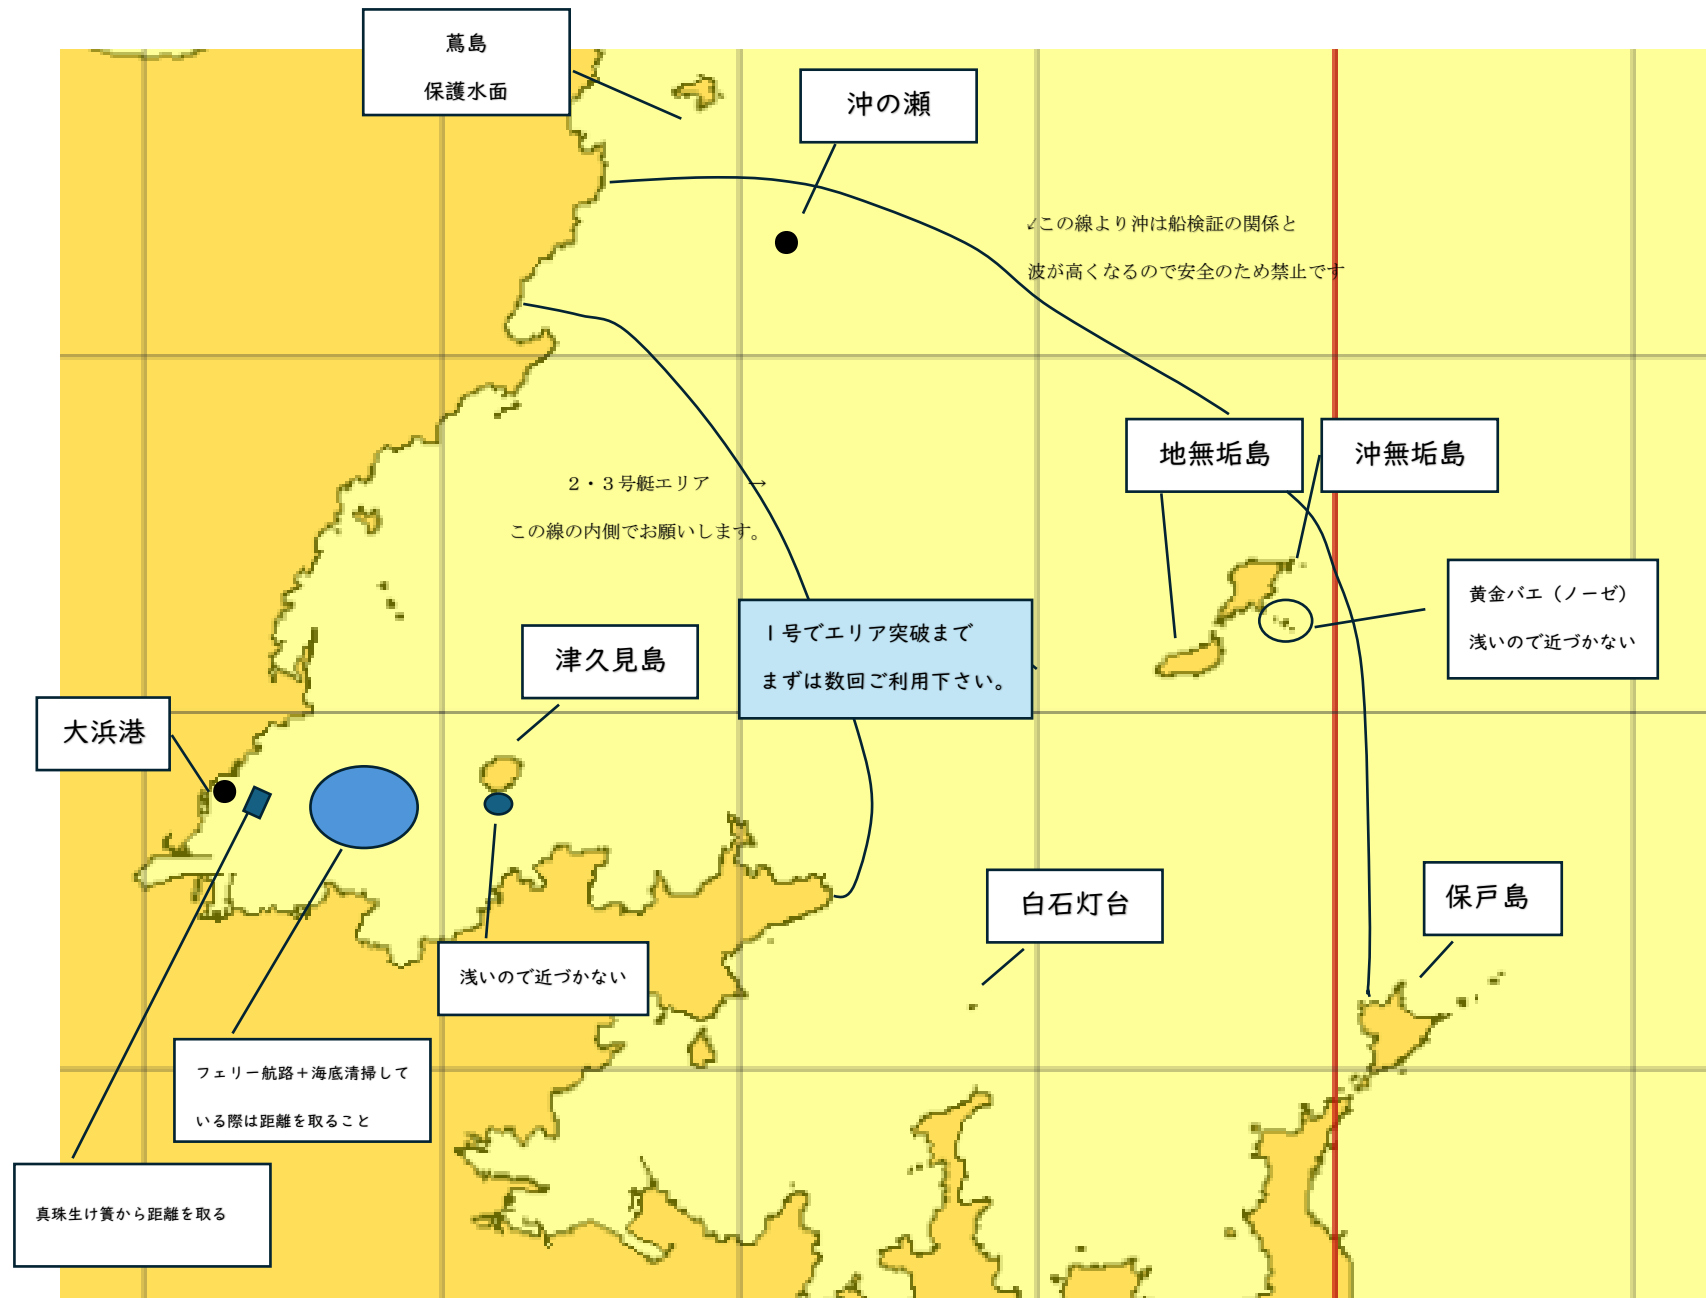 蔦島
保護水面
沖の瀬
↙この線より沖は船検証の関係と
波が高くなるので安全のため禁止です
地無垢島
沖無垢島
2・3号艇エリア →
この線の内側でお願いします。
黄金バエ（ノーゼ）
浅いので近づかない
1号でエリア突破まで
まずは数回ご利用下さい。
津久見島
大浜港
白石灯台
保戸島
浅いので近づかない
フェリー航路＋海底清掃して
いる際は距離を取ること
真珠生け簀から距離を取る